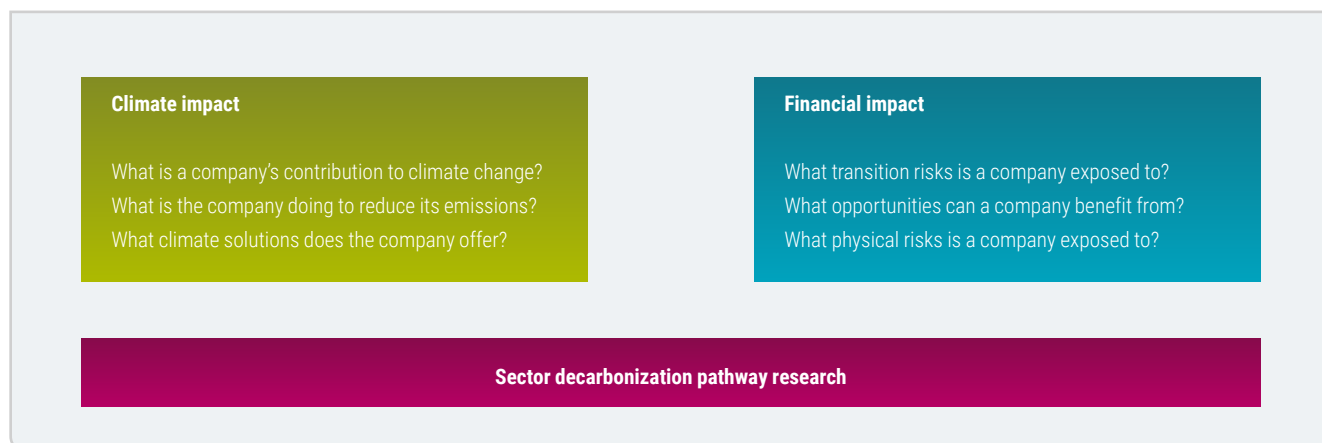 Climate impact
What is a company's contribution to climate change?
What is the company doing to reduce its emissions?
What climate solutions does the company offer?
Financial impact
What transition risks is a company exposed to?
What opportunities can a company benefit from?
What physical risks is a company exposed to?
Sector decarbonization pathway research